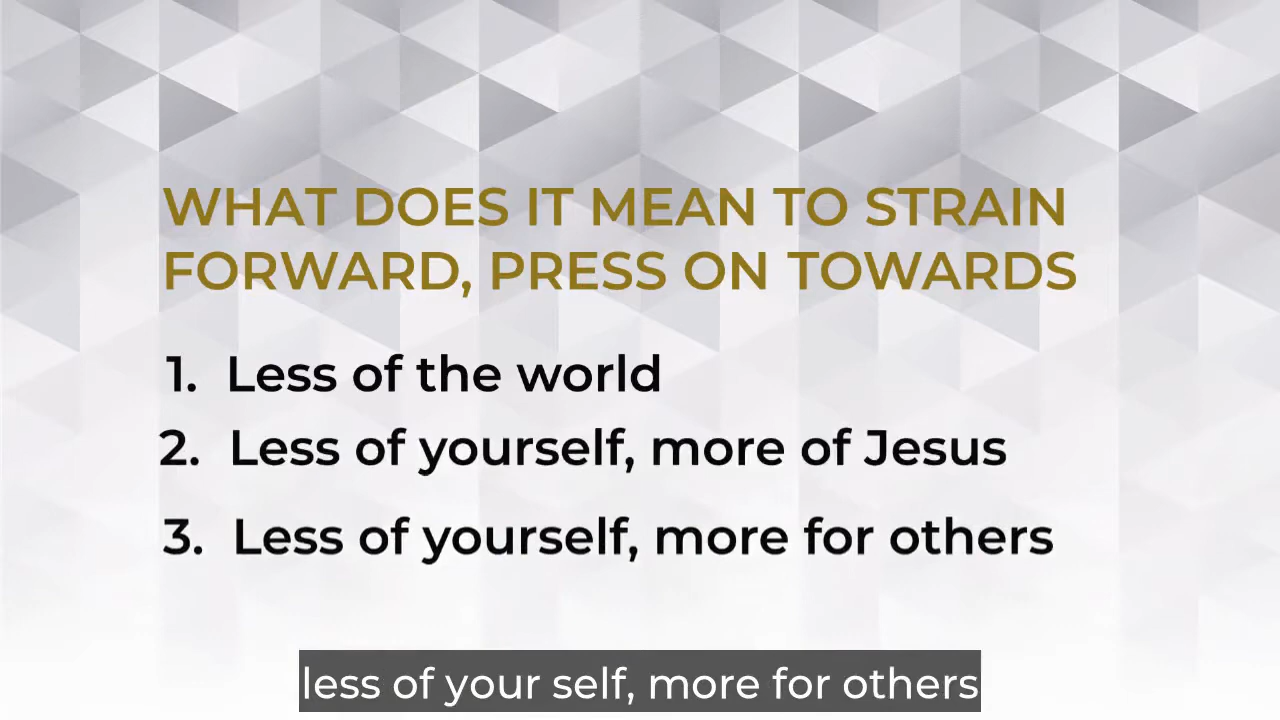 WHAT DOES IT MEAN TO STRAIN
FORWARD, PRESS ON TOWARDS
1. Less of the world
2. Less of yourself, more of Jesus
3. Less of yourself, more for others
less of your self, more for others